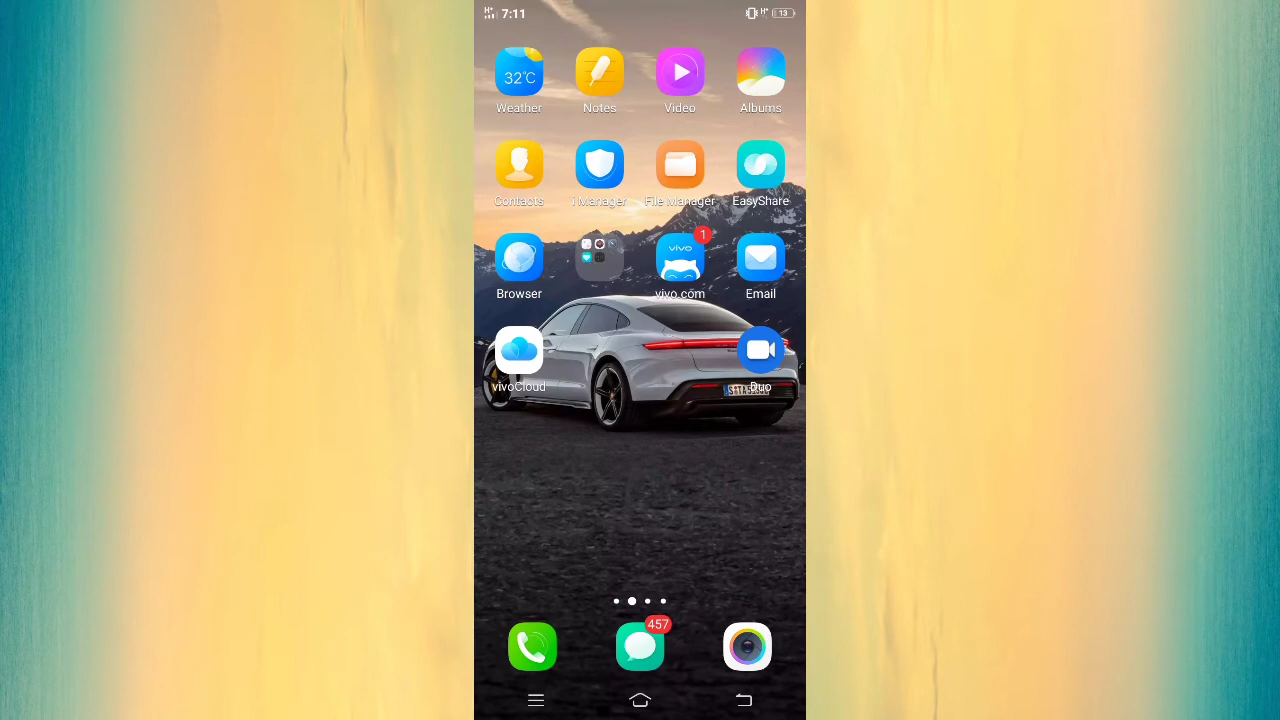 H+ 7:11 H+ 13
32°C
Weather Notes Video Albums
Contacts i Manager File Manager EasyShare
vivo 1
Browser vivo.com Email
vivoCloud Duo
457